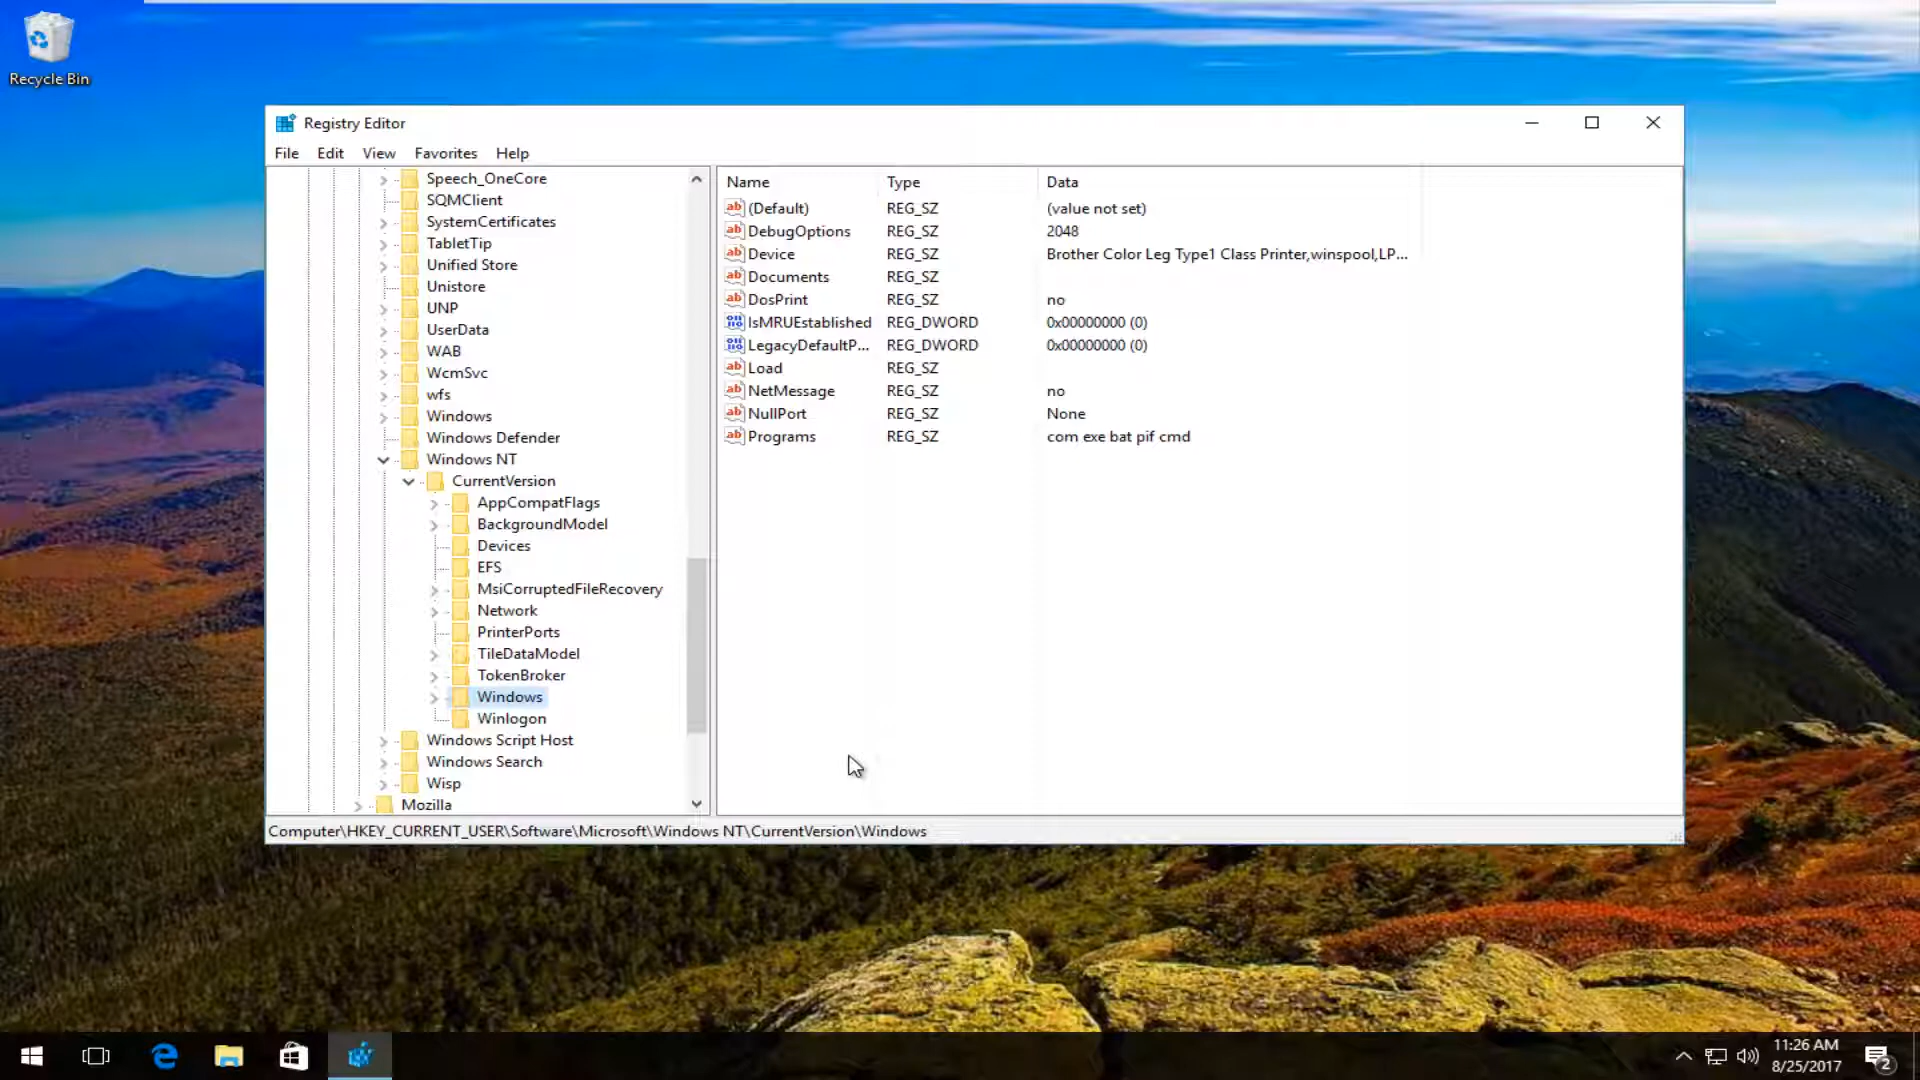 Recycle Bin
Registry Editor
File Edit View Favorites Help
Speech_OneCore
SQMClient
SystemCertificates
TabletTip
Unified Store
Unistore
UNP
UserData
WAB
WcmSvc
wfs
Windows
Windows Defender
Windows NT
CurrentVersion
AppCompatFlags
BackgroundModel
Devices
EFS
MsiCorruptedFileRecovery
Network
PrinterPorts
TileDataModel
TokenBroker
Windows
Winlogon
Windows Script Host
Windows Search
Wisp
Mozilla
Name Type Data
(Default) REG_SZ (value not set)
DebugOptions REG_SZ 2048
Device REG_SZ Brother Color Leg Type1 Class Printer,winspool,LP...
Documents REG_SZ
DosPrint REG_SZ no
IsMRUEstablished REG_DWORD 0x00000000 (0)
LegacyDefaultP... REG_DWORD 0x00000000 (0)
Load REG_SZ
NetMessage REG_SZ no
NullPort REG_SZ None
Programs REG_SZ com exe bat pif cmd
Computer\HKEY_CURRENT_USER\Software\Microsoft\Windows NT\CurrentVersion\Windows
11:26 AM
8/25/2017
2